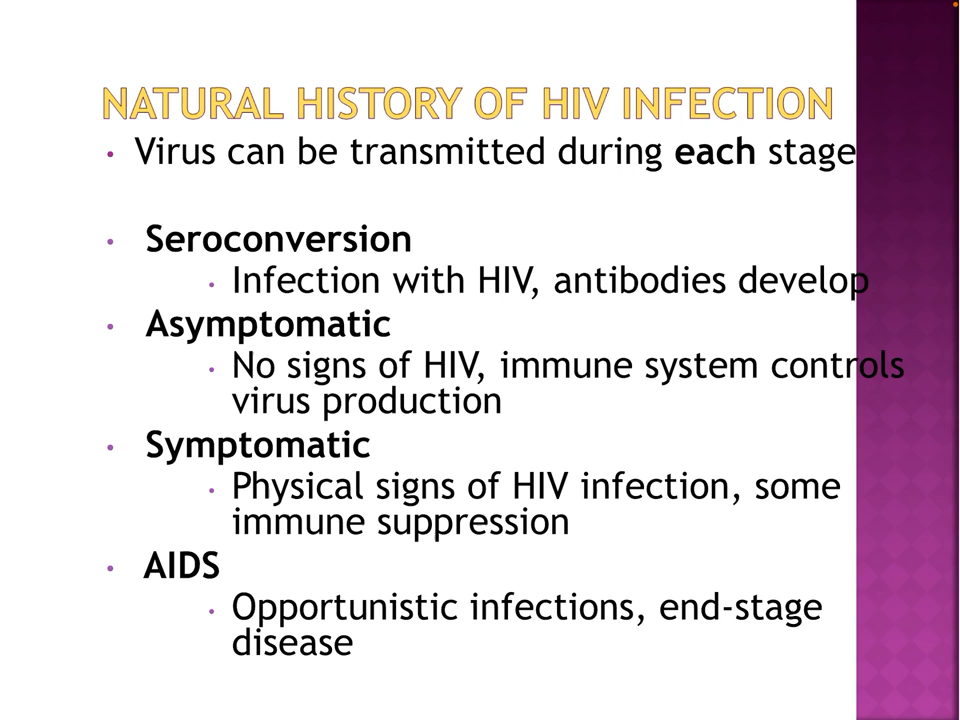 NATURAL HISTORY OF HIV INFECTION
• Virus can be transmitted during each stage
• Seroconversion
• Infection with HIV, antibodies develop
• Asymptomatic
• No signs of HIV, immune system controls
virus production
• Symptomatic
• Physical signs of HIV infection, some
immune suppression
• AIDS
• Opportunistic infections, end-stage
disease